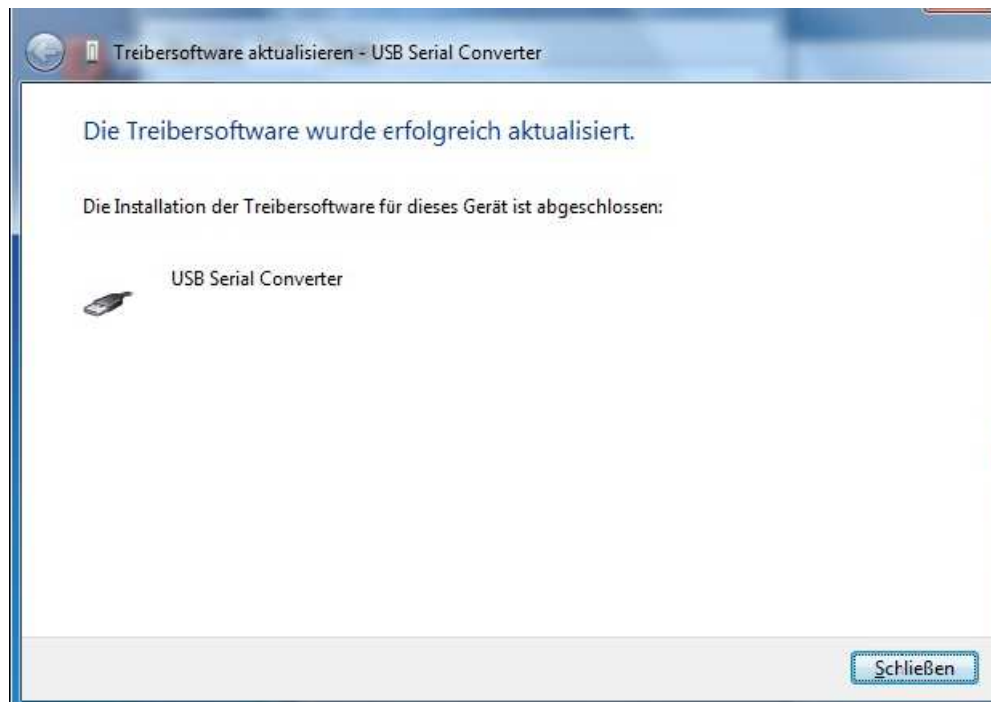 Treibersoftware aktualisieren - USB Serial Converter
Die Treibersoftware wurde erfolgreich aktualisiert.
Die Installation der Treibersoftware für dieses Gerät ist abgeschlossen:
USB Serial Converter
Schließen